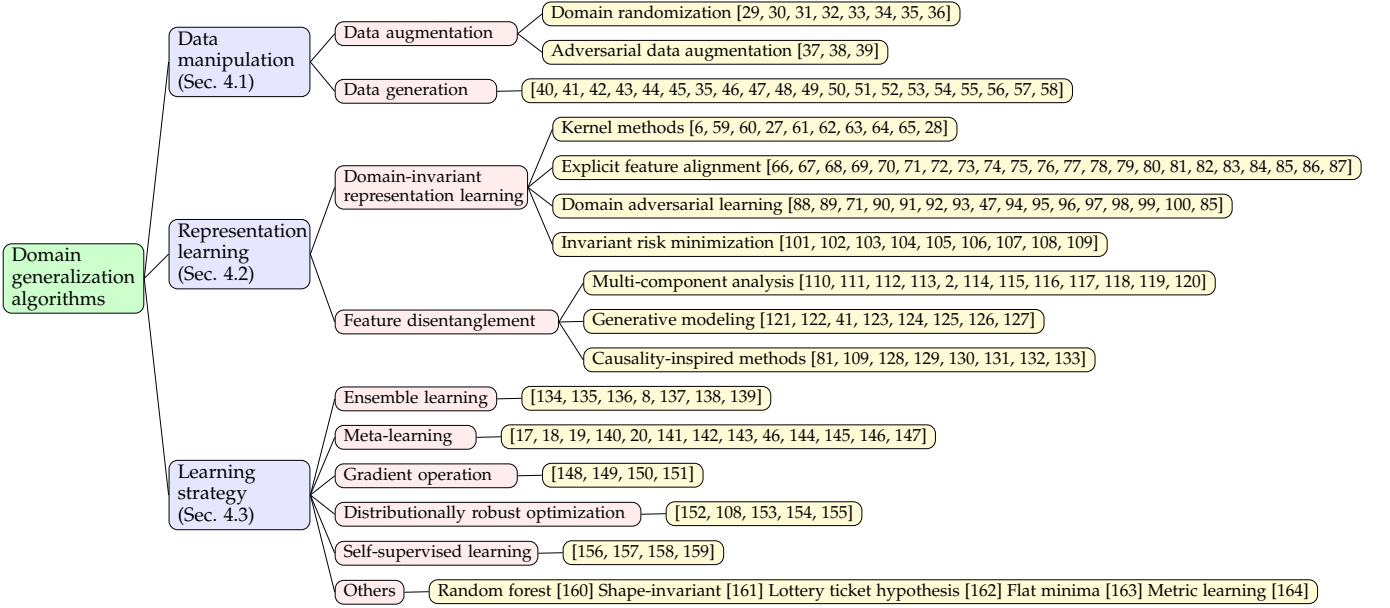 Domain
generalization
algorithms
Data
manipulation
(Sec. 4.1)
Data augmentation
Domain randomization [29, 30, 31, 32, 33, 34, 35, 36]
Adversarial data augmentation [37, 38, 39]
Data generation
[40, 41, 42, 43, 44, 45, 35, 46, 47, 48, 49, 50, 51, 52, 53, 54, 55, 56, 57, 58]
Representation
learning
(Sec. 4.2)
Domain-invariant
representation learning
Kernel methods [6, 59, 60, 27, 61, 62, 63, 64, 65, 28]
Explicit feature alignment [66, 67, 68, 69, 70, 71, 72, 73, 74, 75, 76, 77, 78, 79, 80, 81, 82, 83, 84, 85, 86, 87]
Domain adversarial learning [88, 89, 71, 90, 91, 92, 93, 47, 94, 95, 96, 97, 98, 99, 100, 85]
Invariant risk minimization [101, 102, 103, 104, 105, 106, 107, 108, 109]
Feature disentanglement
Multi-component analysis [110, 111, 112, 113, 2, 114, 115, 116, 117, 118, 119, 120]
Generative modeling [121, 122, 41, 123, 124, 125, 126, 127]
Causality-inspired methods [81, 109, 128, 129, 130, 131, 132, 133]
Learning
strategy
(Sec. 4.3)
Ensemble learning
[134, 135, 136, 8, 137, 138, 139]
Meta-learning
[17, 18, 19, 140, 20, 141, 142, 143, 46, 144, 145, 146, 147]
Gradient operation
[148, 149, 150, 151]
Distributionally robust optimization
[152, 108, 153, 154, 155]
Self-supervised learning
[156, 157, 158, 159]
Others
Random forest [160] Shape-invariant [161] Lottery ticket hypothesis [162] Flat minima [163] Metric learning [164]